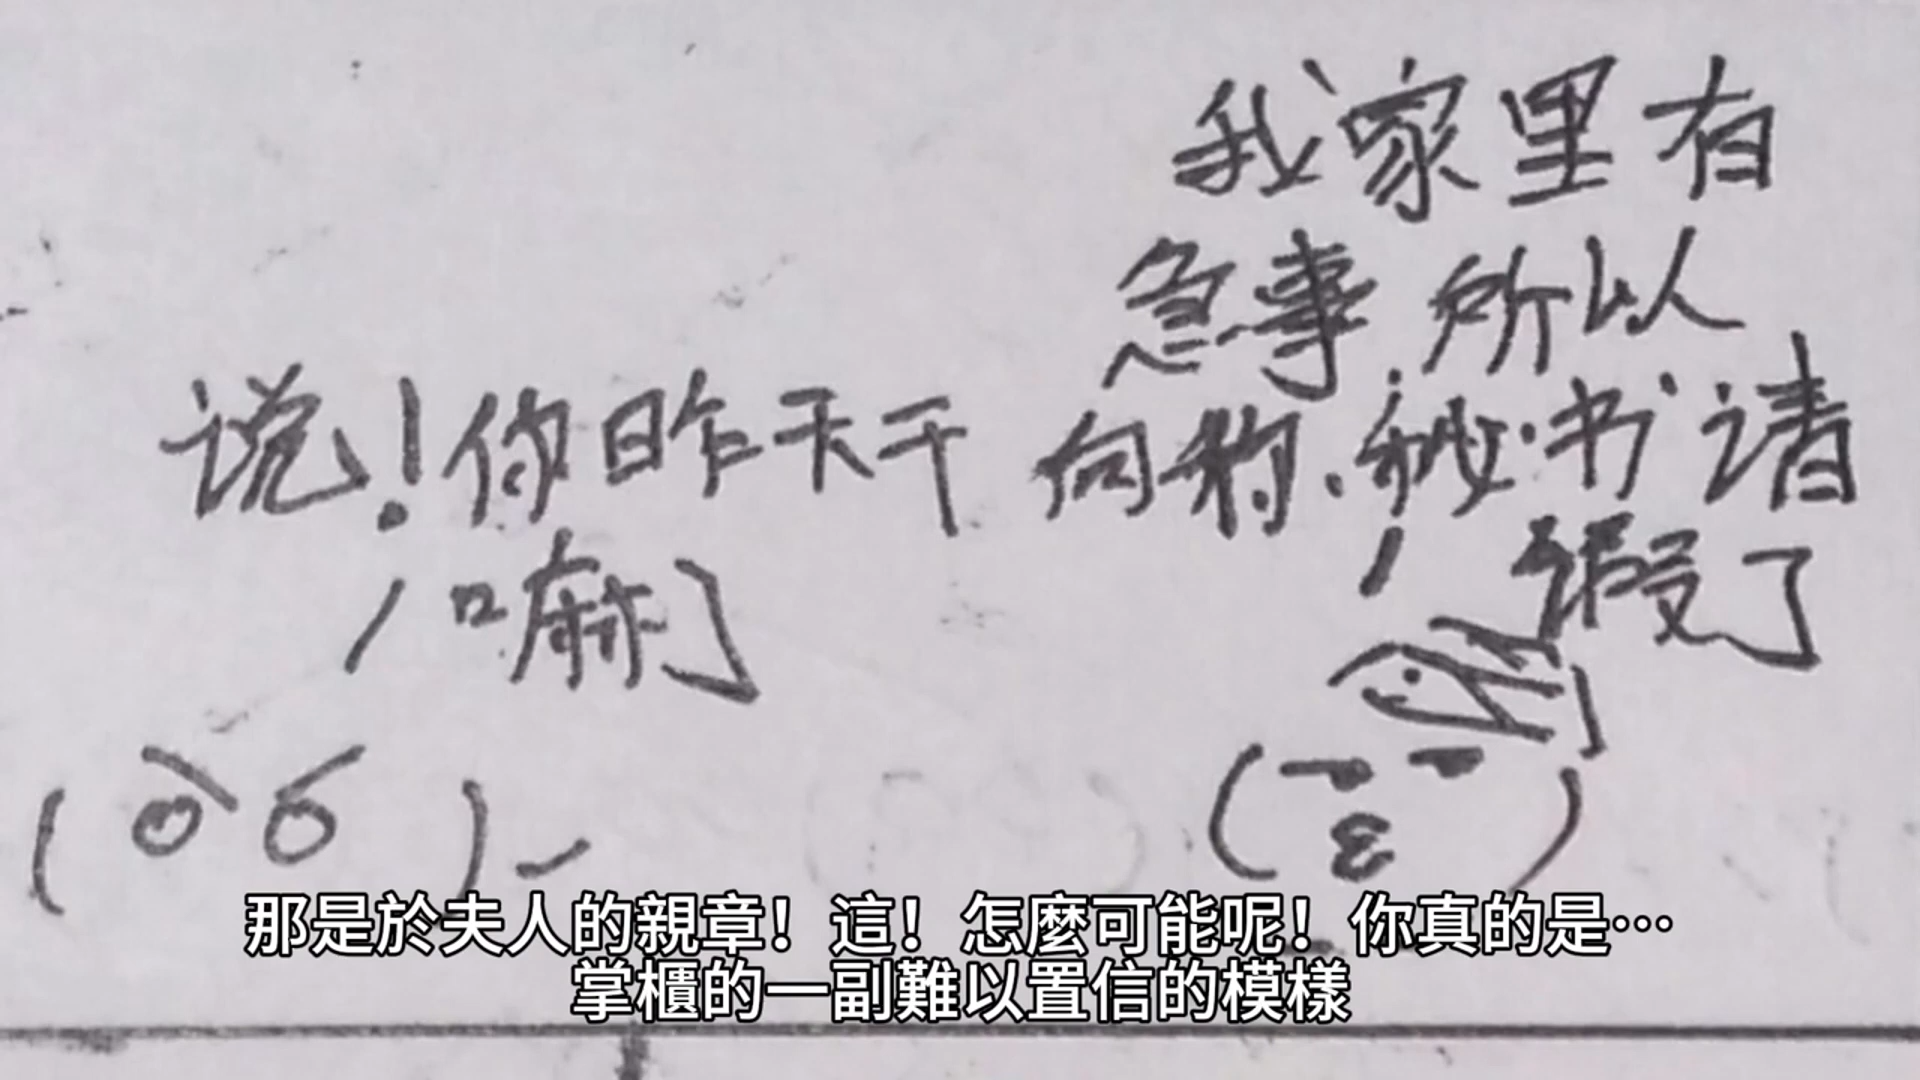 说！你昨天干
嘛
我家里有
急事.所以
向你.秘书请
假了
那是於夫人的親章！這！怎麼可能呢！你真的是…
掌櫃的一副難以置信的模樣